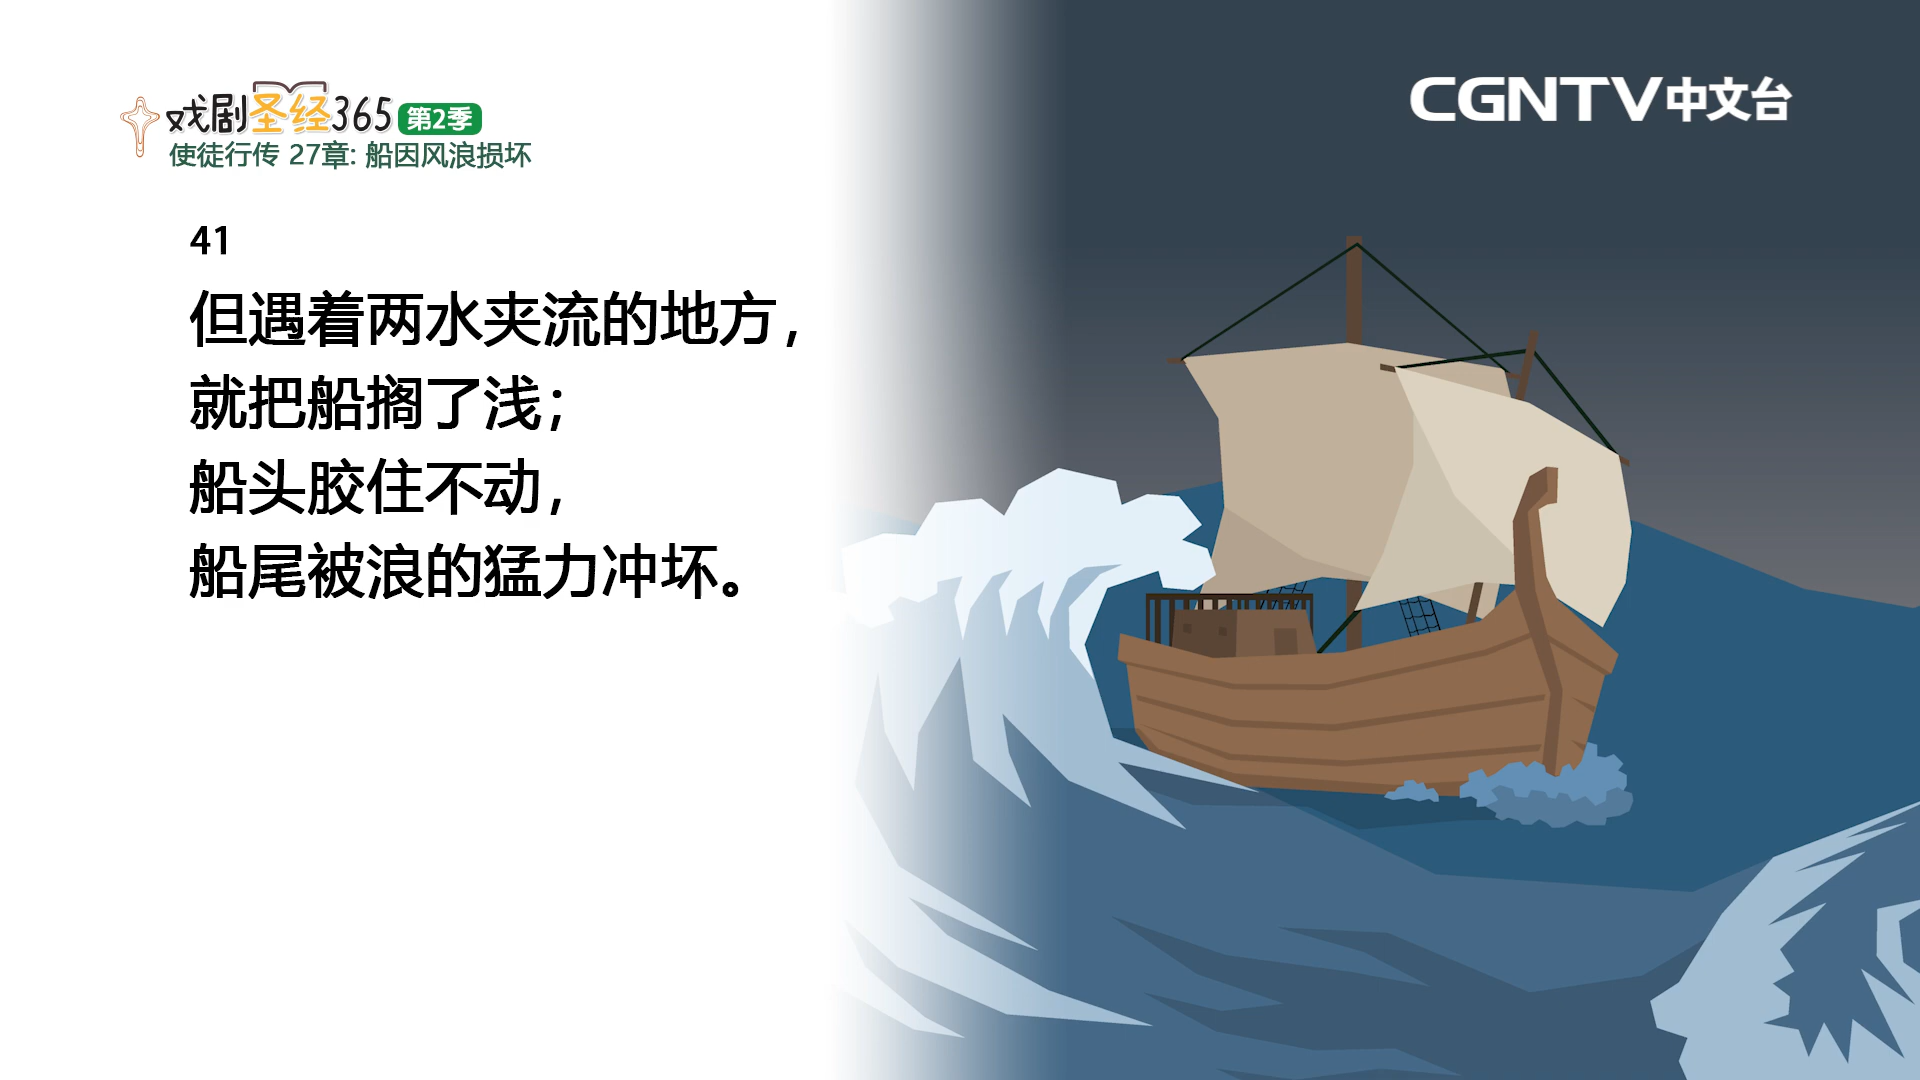 戏剧圣经365 第2季
CGNTV中文台
使徒行传 27章: 船因风浪损坏
41
但遇着两水夹流的地方，
就把船搁了浅；
船头胶住不动，
船尾被浪的猛力冲坏。